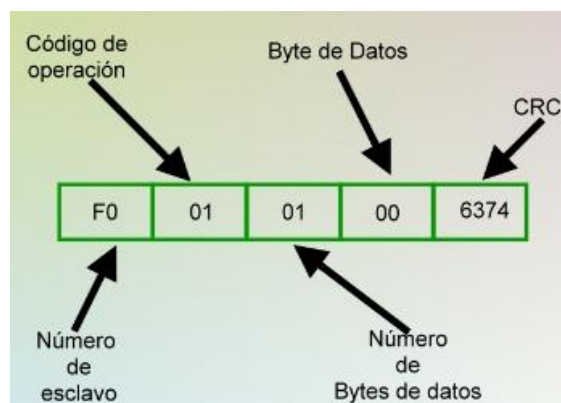 Código de
operación
Byte de Datos
CRC
F0 01 01 00 6374
Número
de
esclavo
Número
de
Bytes de datos